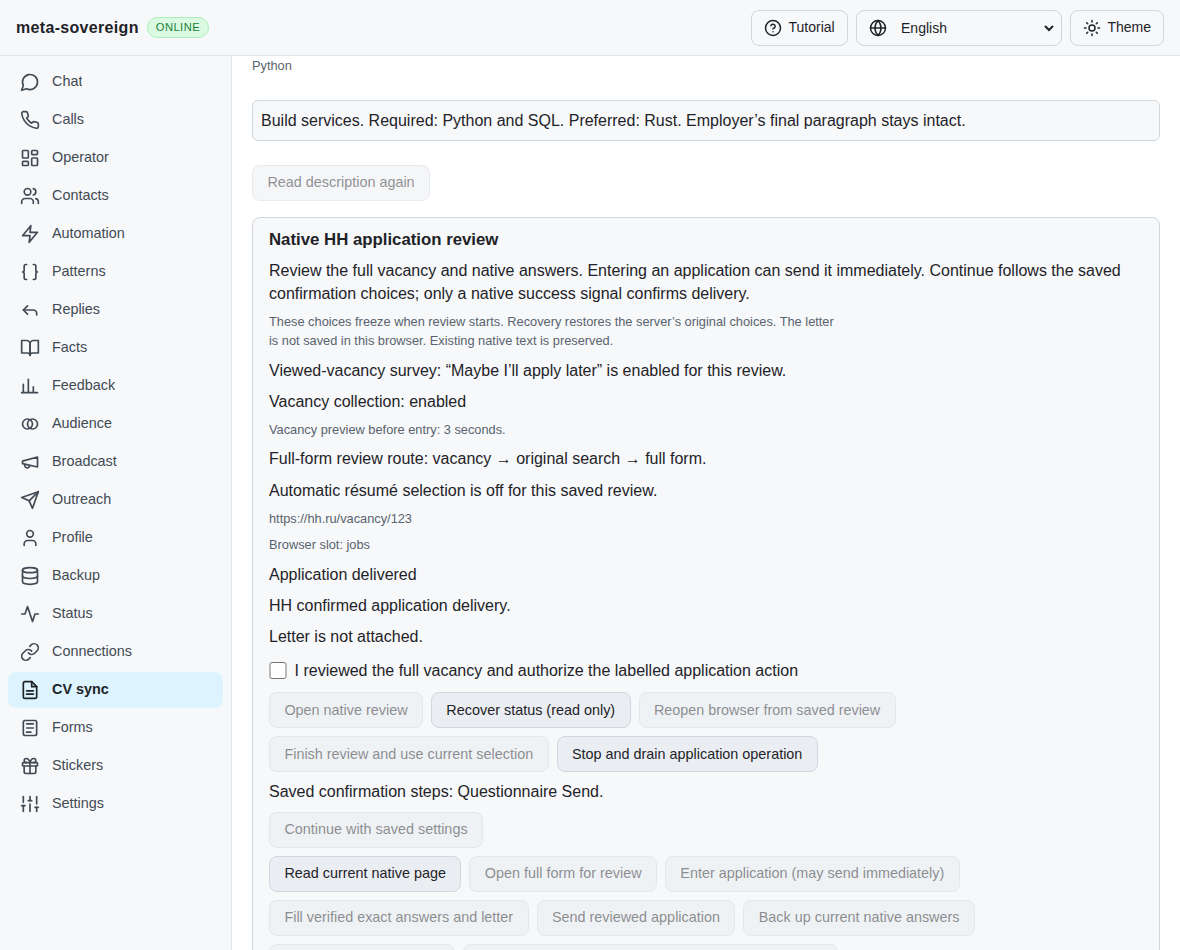 meta-sovereign ONLINE Tutorial English Theme
Chat
Calls
Operator
Contacts
Automation
Patterns
Replies
Facts
Feedback
Audience
Broadcast
Outreach
Profile
Backup
Status
Connections
CV sync
Forms
Stickers
Settings
Python
Build services. Required: Python and SQL. Preferred: Rust. Employer’s final paragraph stays intact.
Read description again
Native HH application review
Review the full vacancy and native answers. Entering an application can send it immediately. Continue follows the saved
confirmation choices; only a native success signal confirms delivery.
These choices freeze when review starts. Recovery restores the server’s original choices. The letter
is not saved in this browser. Existing native text is preserved.
Viewed-vacancy survey: “Maybe I’ll apply later” is enabled for this review.
Vacancy collection: enabled
Vacancy preview before entry: 3 seconds.
Full-form review route: vacancy → original search → full form.
Automatic résumé selection is off for this saved review.
https://hh.ru/vacancy/123
Browser slot: jobs
Application delivered
HH confirmed application delivery.
Letter is not attached.
I reviewed the full vacancy and authorize the labelled application action
Open native review Recover status (read only) Reopen browser from saved review
Finish review and use current selection Stop and drain application operation
Saved confirmation steps: Questionnaire Send.
Continue with saved settings
Read current native page Open full form for review Enter application (may send immediately)
Fill verified exact answers and letter Send reviewed application Back up current native answers